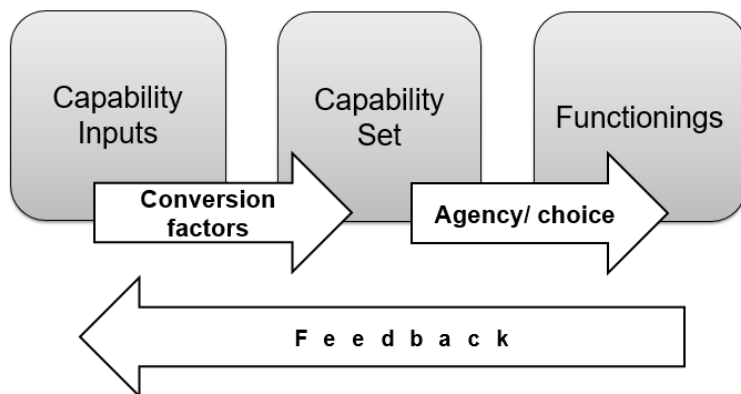 Capability
Inputs
Capability
Set
Functionings
Conversion
factors
Agency/ choice
F e e d b a c k